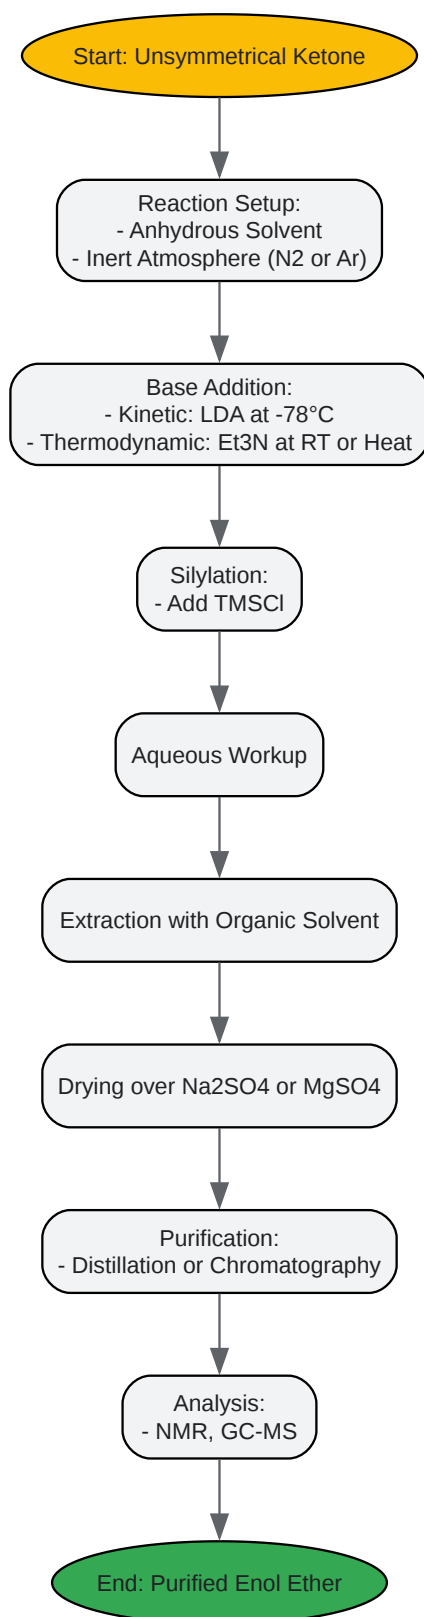 Start: Unsymmetrical Ketone
Reaction Setup:
- Anhydrous Solvent
- Inert Atmosphere (N2 or Ar)
Base Addition:
- Kinetic: LDA at -78°C
- Thermodynamic: Et3N at RT or Heat
Silylation:
- Add TMSCl
Aqueous Workup
Extraction with Organic Solvent
Drying over Na2SO4 or MgSO4
Purification:
- Distillation or Chromatography
Analysis:
- NMR, GC-MS
End: Purified Enol Ether